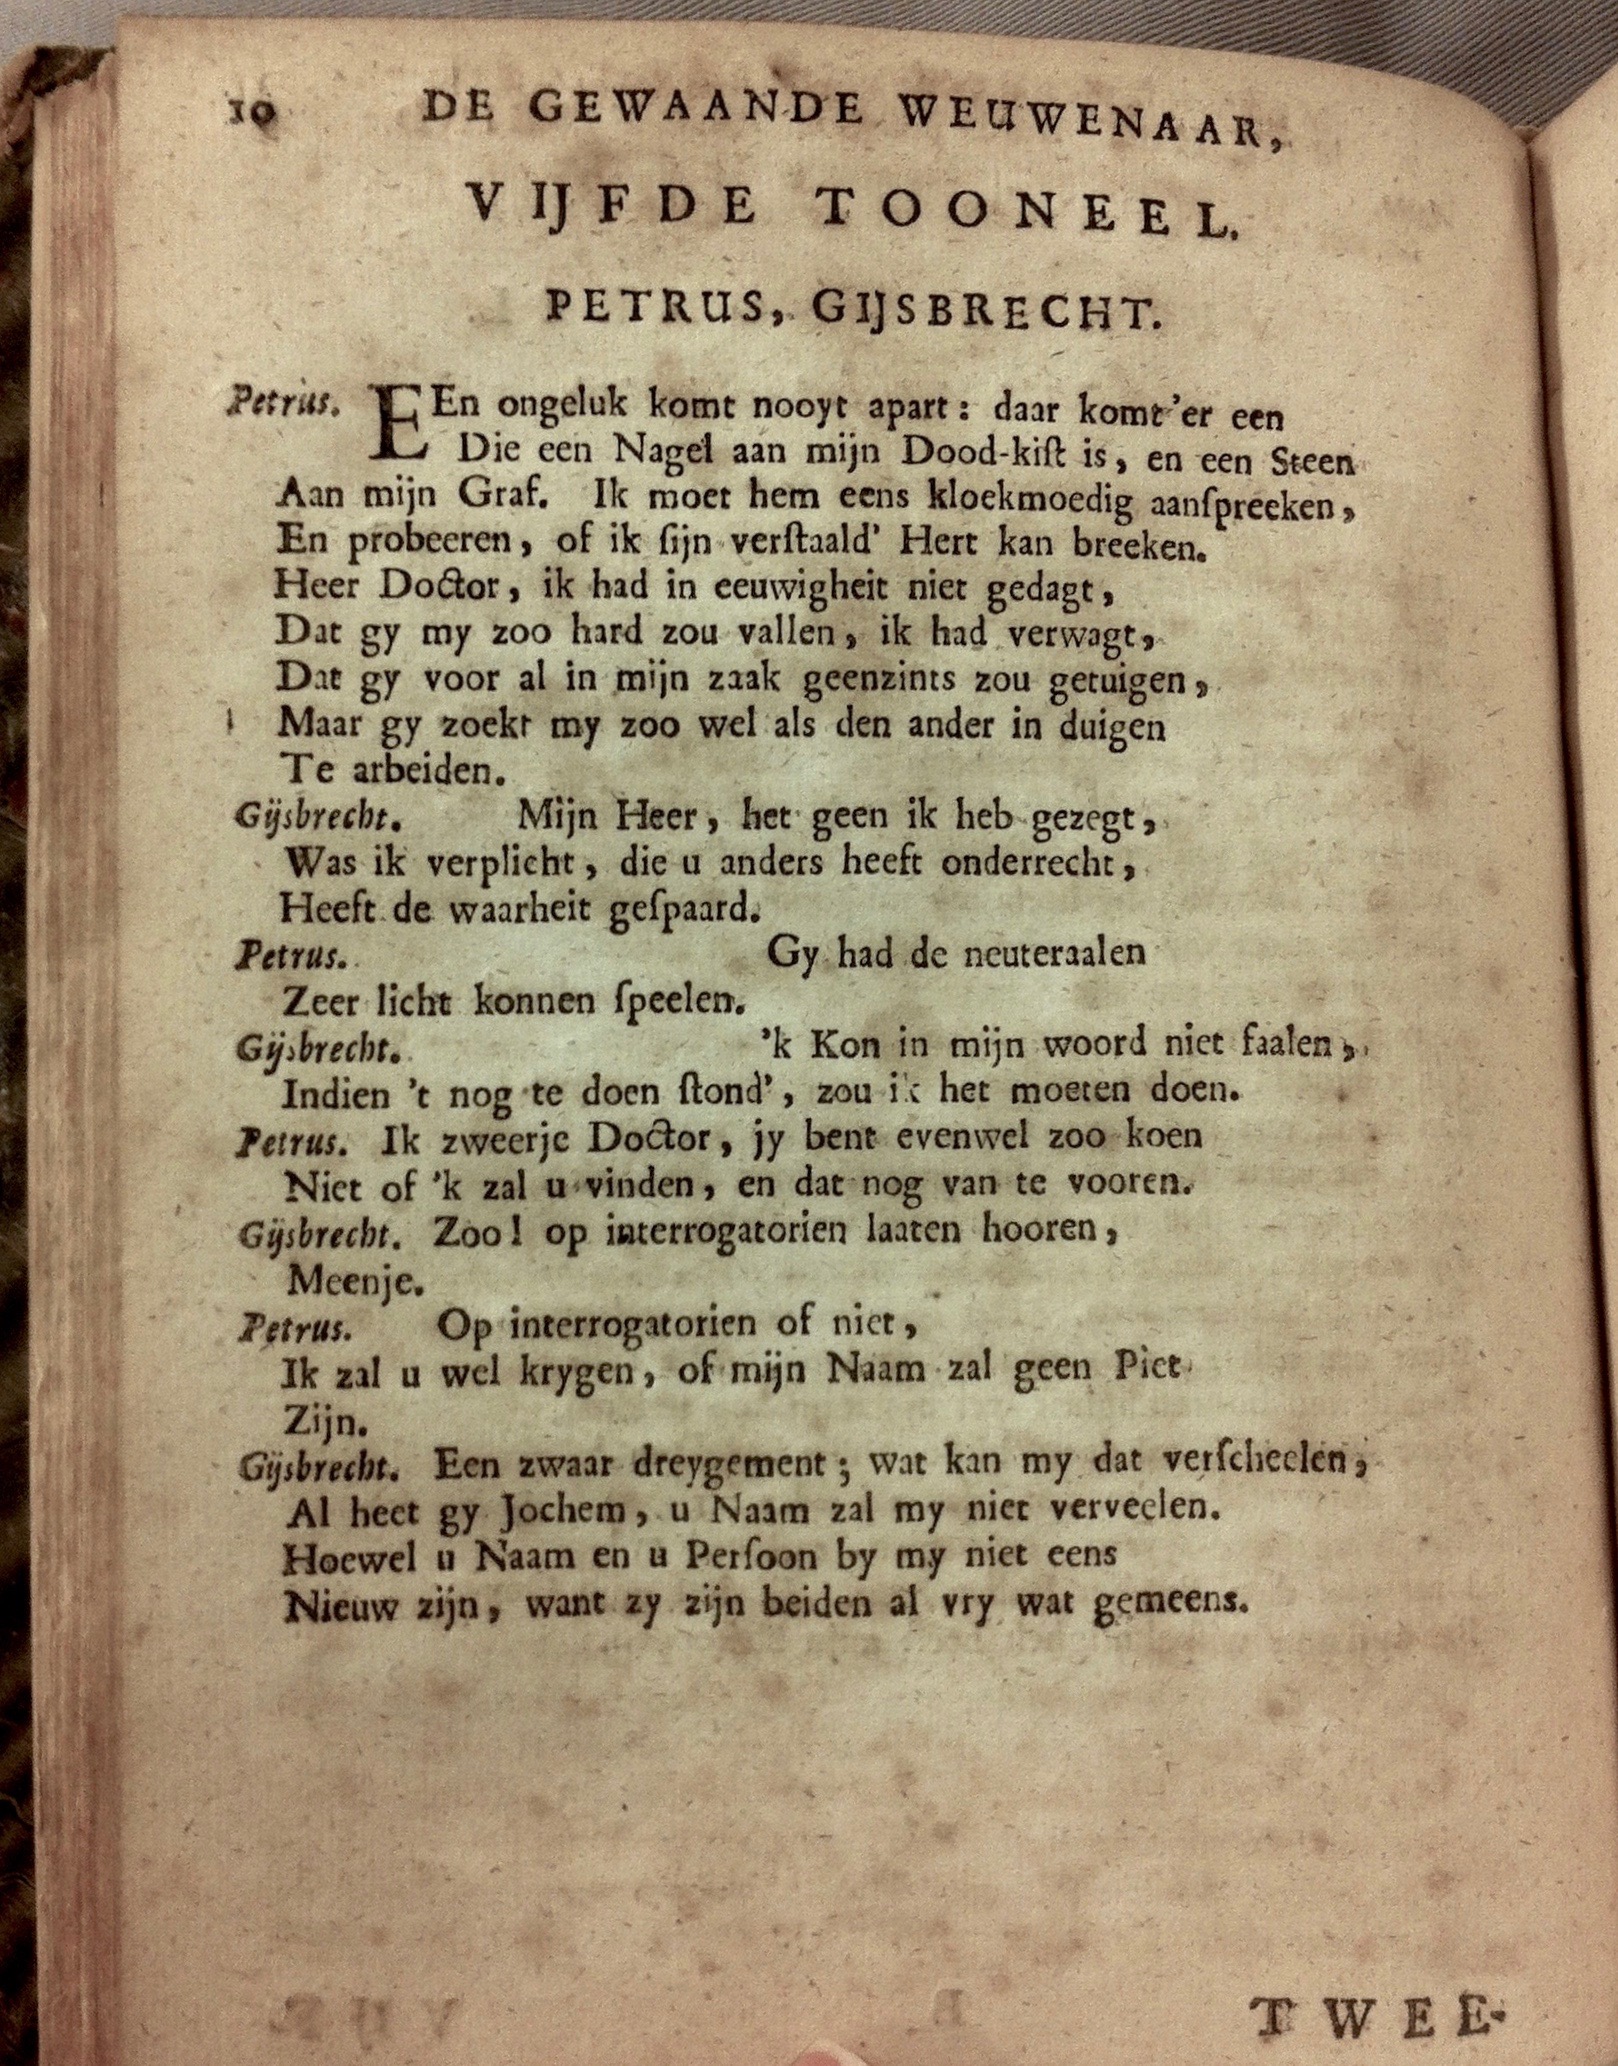 10 DE GEWAANDE WEUWENAAR,
VIJFDE TOONEEL.
PETRUS, GIJSBRECHT.
Petrus. EEn ongeluk komt nooyt apart: daar komt'er een
Die een Nagel aan mijn Dood-kiſt is, en een Steen
Aan mijn Graf. Ik moet hem eens kloekmoedig aanſpreeken,
En probeeren, of ik ſijn verſtaald' Hert kan breeken.
Heer Doctor, ik had in eeuwigheit niet gedagt,
Dat gy my zoo hard zou vallen, ik had verwagt,
Dat gy voor al in mijn zaak geenzints zou getuigen,
Maar gy zoekt my zoo wel als den ander in duigen
Te arbeiden.
Gijsbrecht. Mijn Heer, het geen ik heb gezegt,
Was ik verplicht, die u anders heeft onderrecht,
Heeft de waarheit geſpaard.
Petrus. Gy had de neuteraalen
Zeer licht konnen ſpeelen.
Gijsbrecht. 'k Kon in mijn woord niet faalen,
Indien 't nog te doen ſtond', zou ik het moeten doen.
Petrus. Ik zweerje Doctor, jy bent evenwel zoo koen
Niet of 'k zal u vinden, en dat nog van te vooren.
Gijsbrecht. Zoo! op interrogatorien laaten hooren,
Meenje.
Petrus. Op interrogatorien of niet,
Ik zal u wel krygen, of mijn Naam zal geen Piet
Zijn.
Gijsbrecht. Een zwaar dreygement; wat kan my dat verſcheelen,
Al heet gy Jochem, u Naam zal my niet verveelen.
Hoewel u Naam en u Perſoon by my niet eens
Nieuw zijn, want zy zijn beiden al vry wat gemeens.
TWEE-